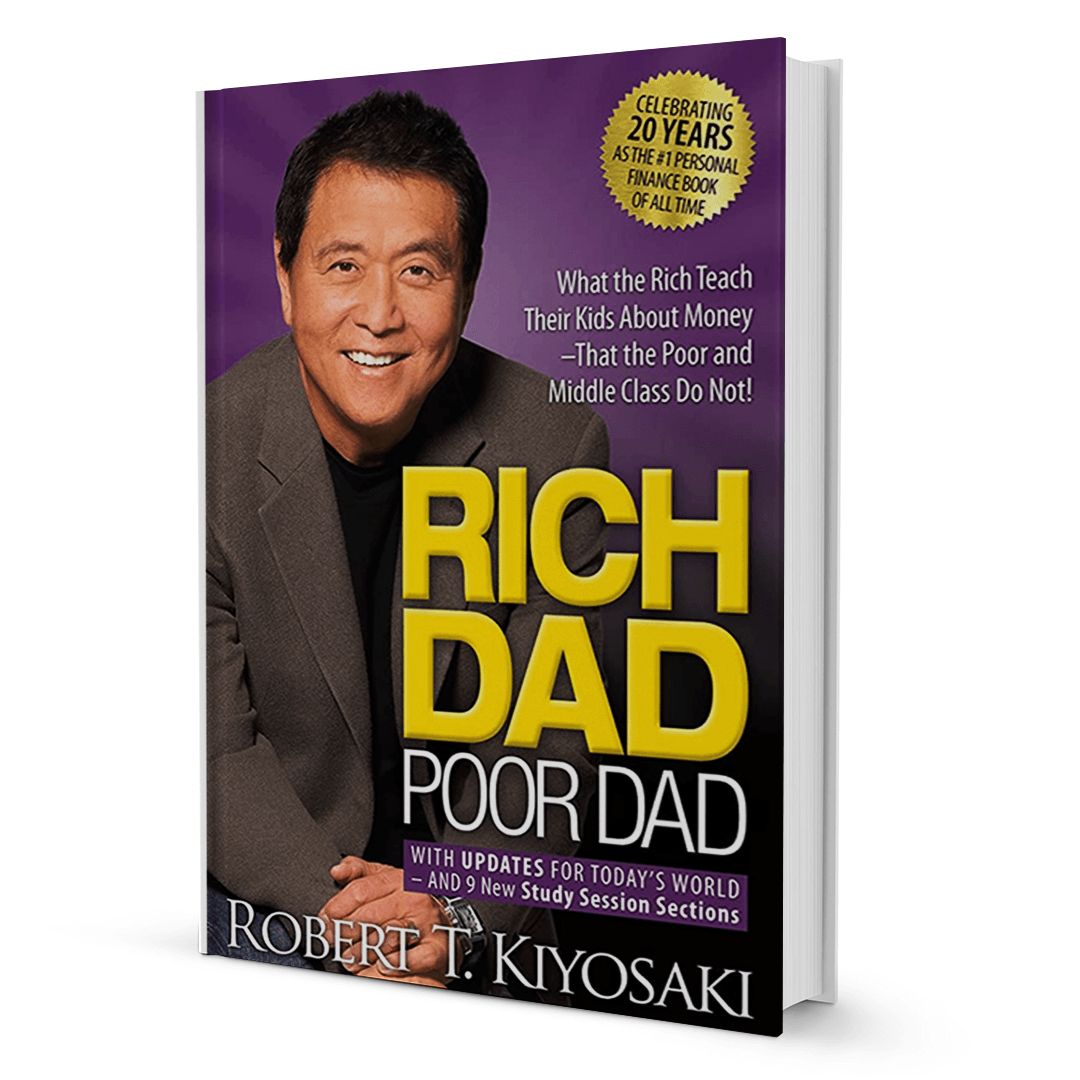 CELEBRATING
20 YEARS
AS THE #1 PERSONAL
FINANCE BOOK
OF ALL TIME
What the Rich Teach
Their Kids About Money
–That the Poor and
Middle Class Do Not!
RICH
DAD
POOR DAD
WITH UPDATES FOR TODAY'S WORLD
– AND 9 New Study Session Sections
ROBERT T. KIYOSAKI